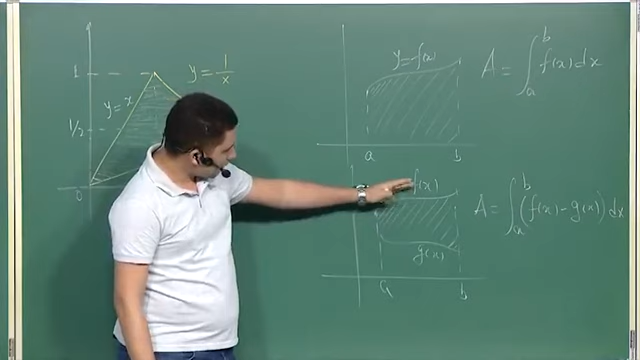 1
y = 1/x
y = x
1/2
0
y = f(x)
a
b
A = ∫_a^b f(x) dx
f(x)
g(x)
a
b
A = ∫_a^b (f(x) - g(x)) dx